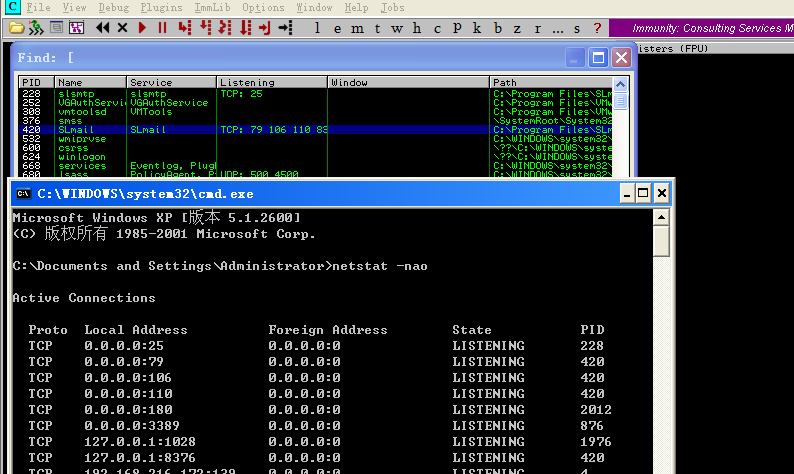 C File View Debug Plugins ImmLib Options Window Help Jobs
l e m t w h c p k b z r ... s ? Immunity: Consulting Services M
isters (FPU)
Find: [
PID Name Service Listening Window Path
228 slsmtp slsmtp TCP: 25 C:\Program Files\SLm
252 VGAuthServic VGAuthService C:\Program Files\VMw
308 vmtoolsd VMTools C:\Program Files\VMw
376 smss \SystemRoot\System32
420 SLmail SLmail TCP: 79 106 110 83 C:\Program Files\SLm
532 wmiprvse C:\WINDOWS\system32\
600 csrss \??\C:\WINDOWS\syste
624 winlogon \??\C:\WINDOWS\syste
668 services Eventlog, Plug C:\WINDOWS\system32\
680 lsass PolicyAgent, P UDP: 500 4500 C:\WINDOWS\system32\
C:\WINDOWS\system32\cmd.exe
Microsoft Windows XP [版本 5.1.2600]
(C) 版权所有 1985-2001 Microsoft Corp.
C:\Documents and Settings\Administrator>netstat -nao
Active Connections
Proto Local Address Foreign Address State PID
TCP 0.0.0.0:25 0.0.0.0:0 LISTENING 228
TCP 0.0.0.0:79 0.0.0.0:0 LISTENING 420
TCP 0.0.0.0:106 0.0.0.0:0 LISTENING 420
TCP 0.0.0.0:110 0.0.0.0:0 LISTENING 420
TCP 0.0.0.0:180 0.0.0.0:0 LISTENING 2012
TCP 0.0.0.0:3389 0.0.0.0:0 LISTENING 876
TCP 127.0.0.1:1028 0.0.0.0:0 LISTENING 1976
TCP 127.0.0.1:8376 0.0.0.0:0 LISTENING 420
TCP 192.168.216.172:139 0.0.0.0:0 LISTENING 4